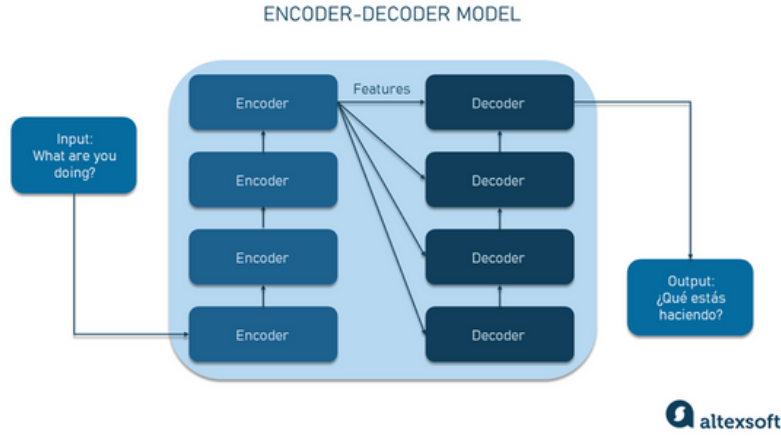 ENCODER-DECODER MODEL
Input:
What are you
doing?
Encoder
Encoder
Encoder
Encoder
Features
Decoder
Decoder
Decoder
Decoder
Output:
¿Qué estás
haciendo?
altexsoft